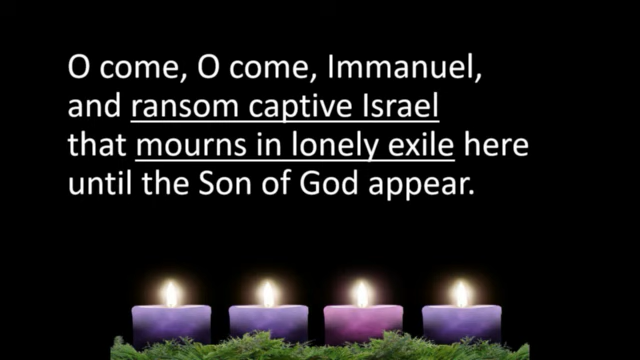 O come, O come, Immanuel,
and ransom captive Israel
that mourns in lonely exile here
until the Son of God appear.